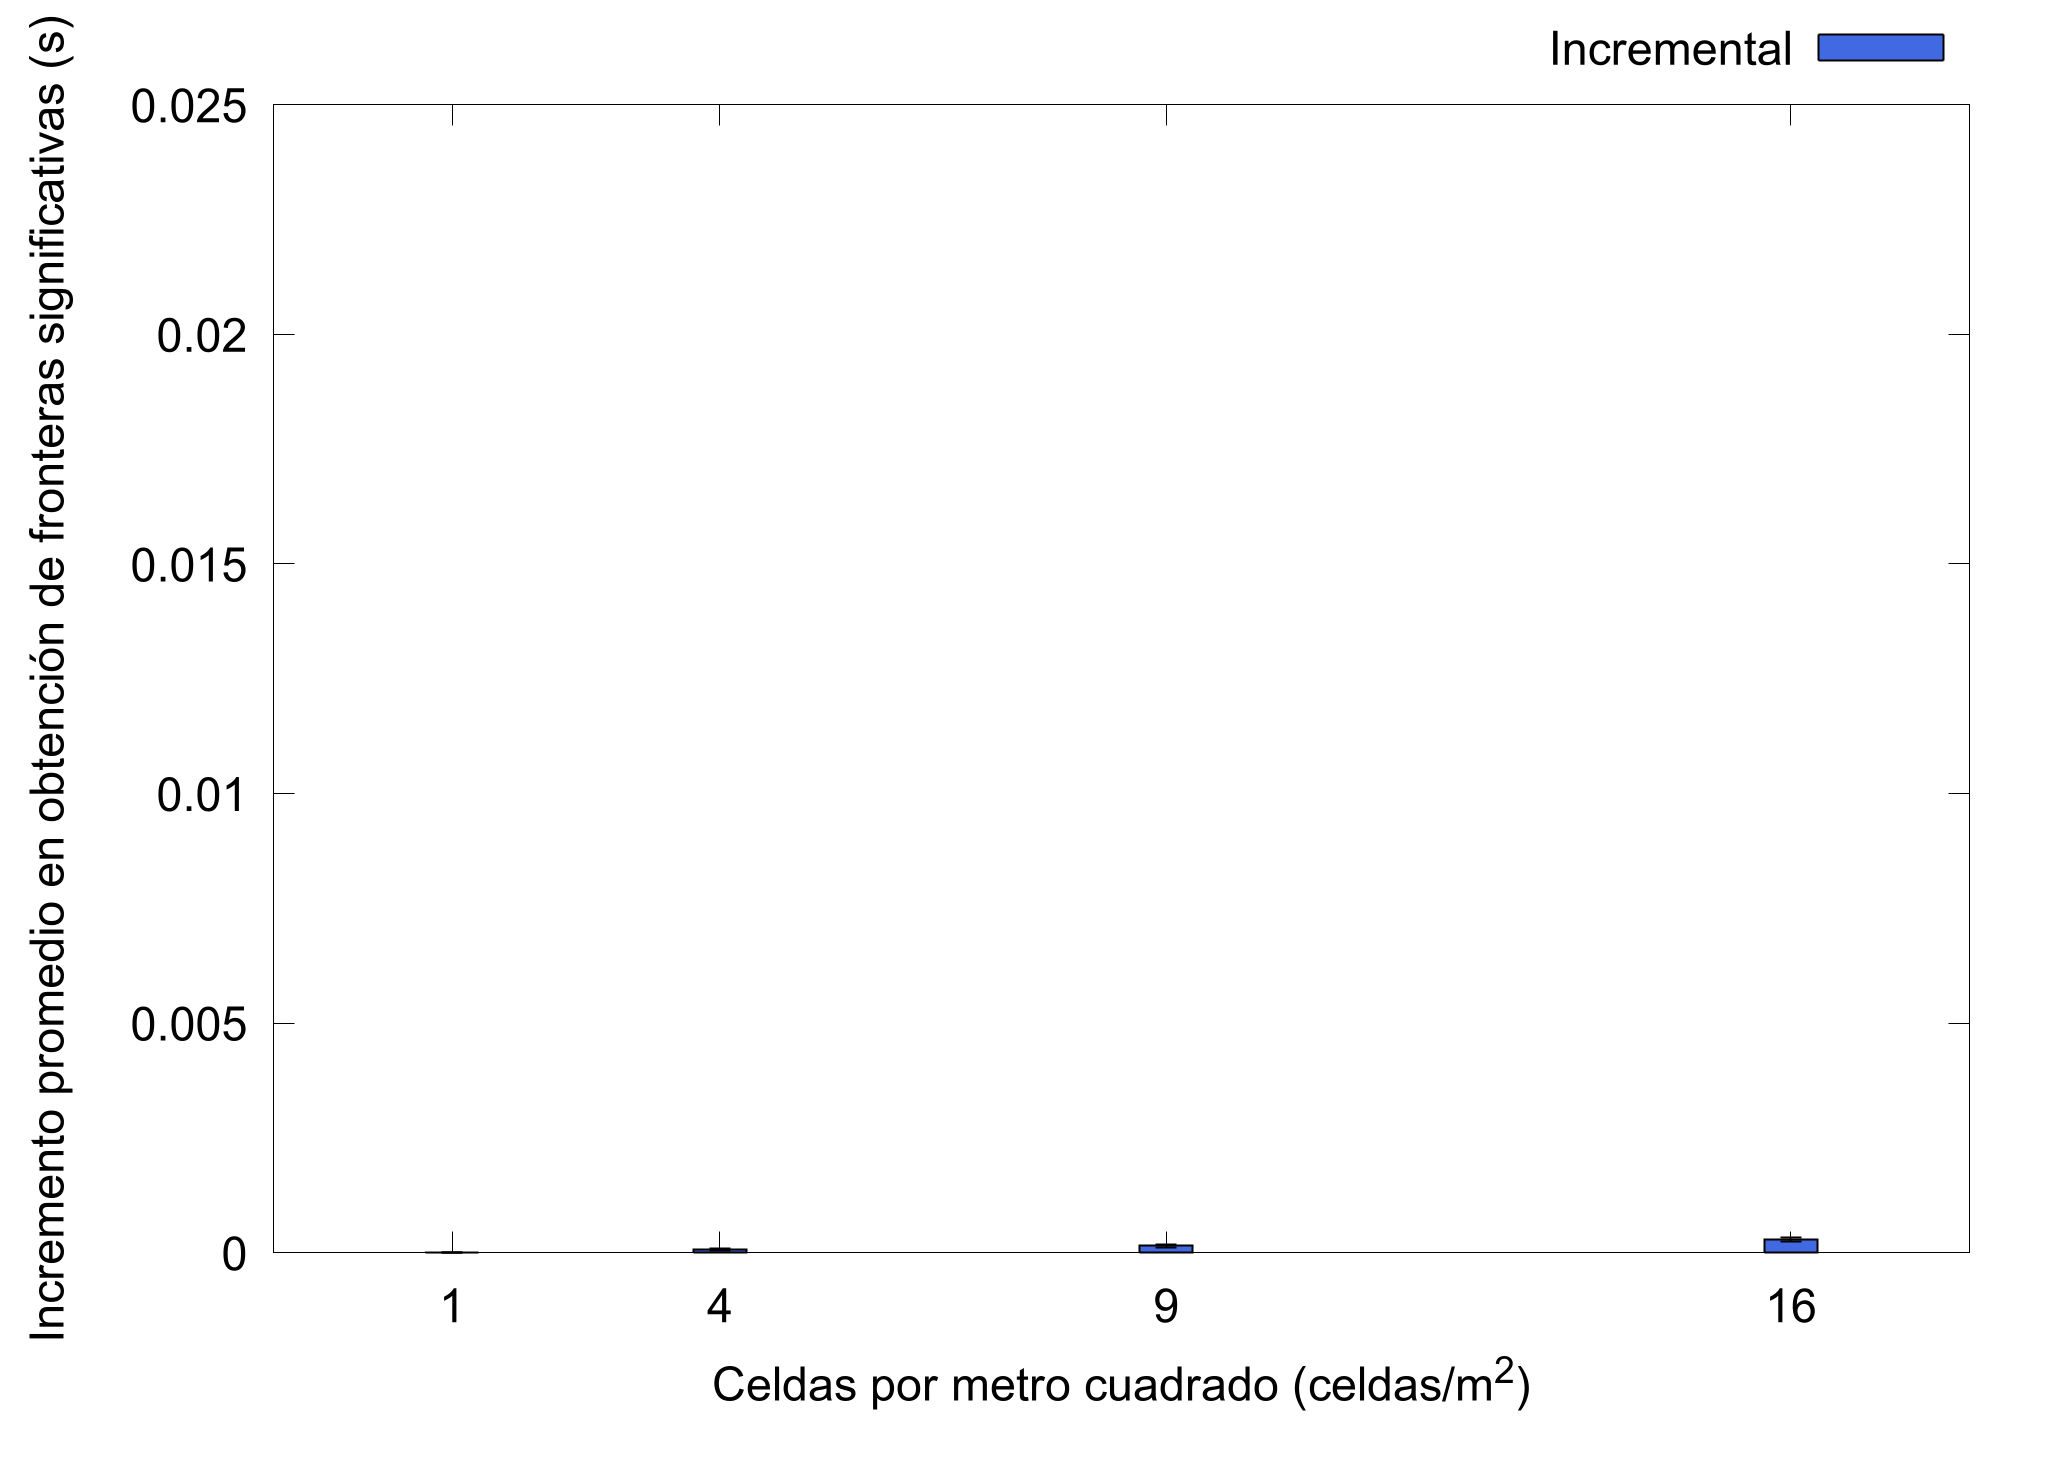 Incremental
Incremento promedio en obtención de fronteras significativas (s)
0.025
0.02
0.015
0.01
0.005
0
1 4 9 16
Celdas por metro cuadrado (celdas/m²)